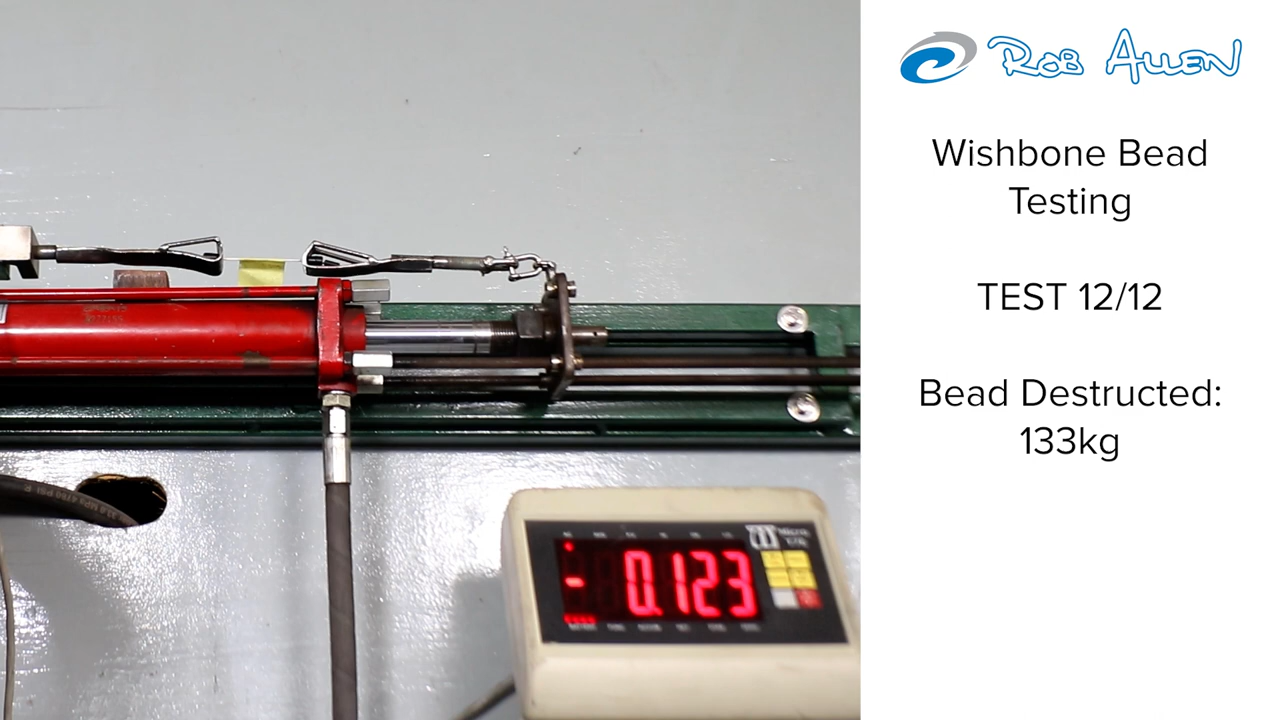 ROB ALLEN
Wishbone Bead
Testing
TEST 12/12
Bead Destructed:
133kg
0.123